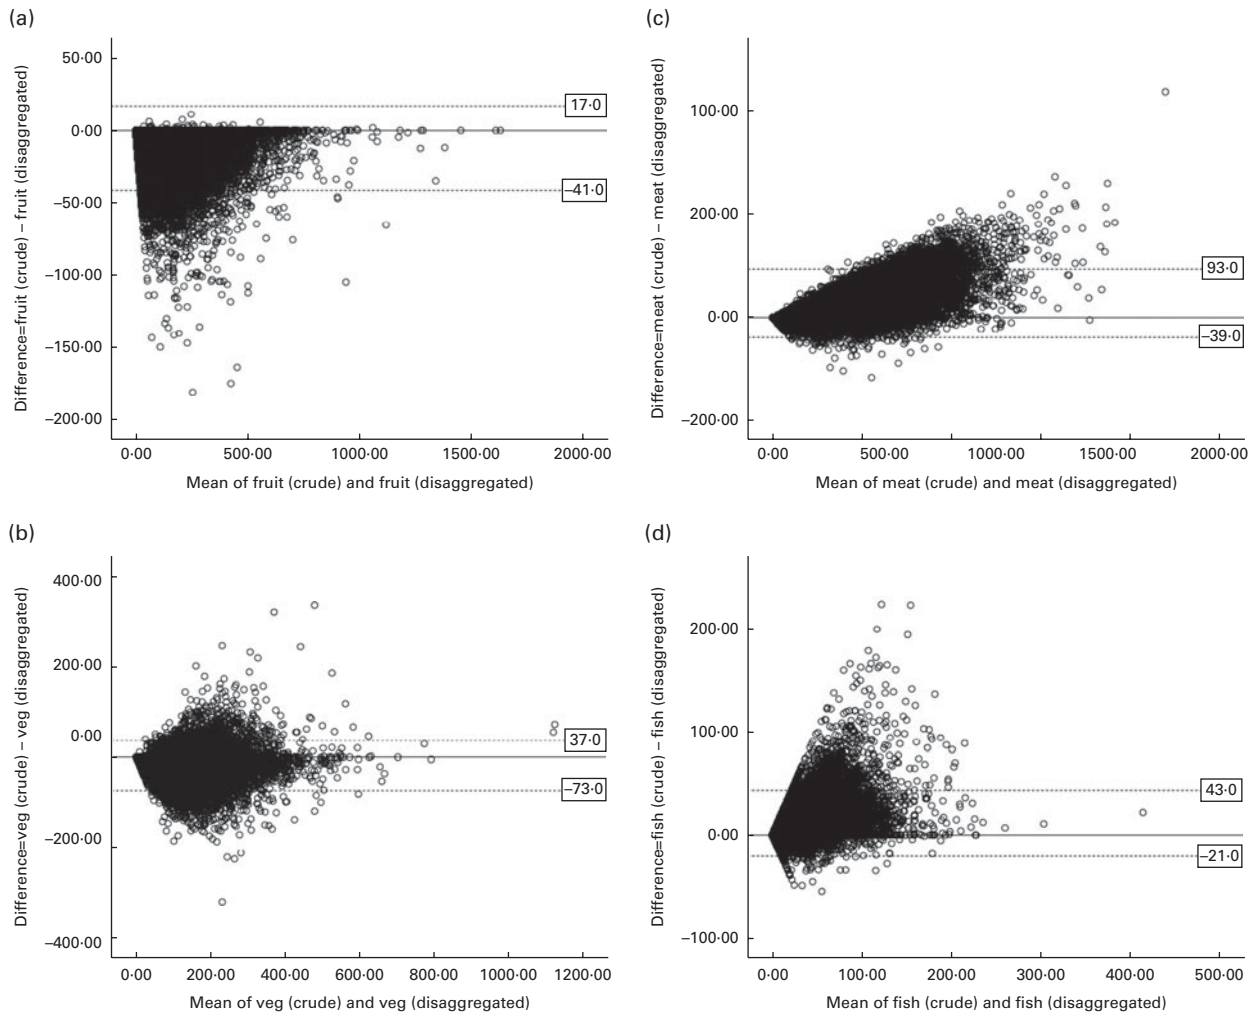 (a)
Difference=fruit (crude) – fruit (disaggregated)
50·00
0·00
–50·00
–100·00
–150·00
–200·00
17·0
–41·0
0·00 500·00 1000·00 1500·00 2000·00
Mean of fruit (crude) and fruit (disaggregated)
(c)
Difference=meat (crude) – meat (disaggregated)
100·00
200·00
0·00
–200·00
93·0
–39·0
0·00 500·00 1000·00 1500·00 2000·00
Mean of meat (crude) and meat (disaggregated)
(b)
Difference=veg (crude) – veg (disaggregated)
400·00
200·00
0·00
–200·00
–400·00
37·0
–73·0
0·00 200·00 400·00 600·00 800·00 1000·00 1200·00
Mean of veg (crude) and veg (disaggregated)
(d)
Difference=fish (crude) – fish (disaggregated)
200·00
100·00
0·00
–100·00
43·0
–21·0
0·00 100·00 200·00 300·00 400·00 500·00
Mean of fish (crude) and fish (disaggregated)